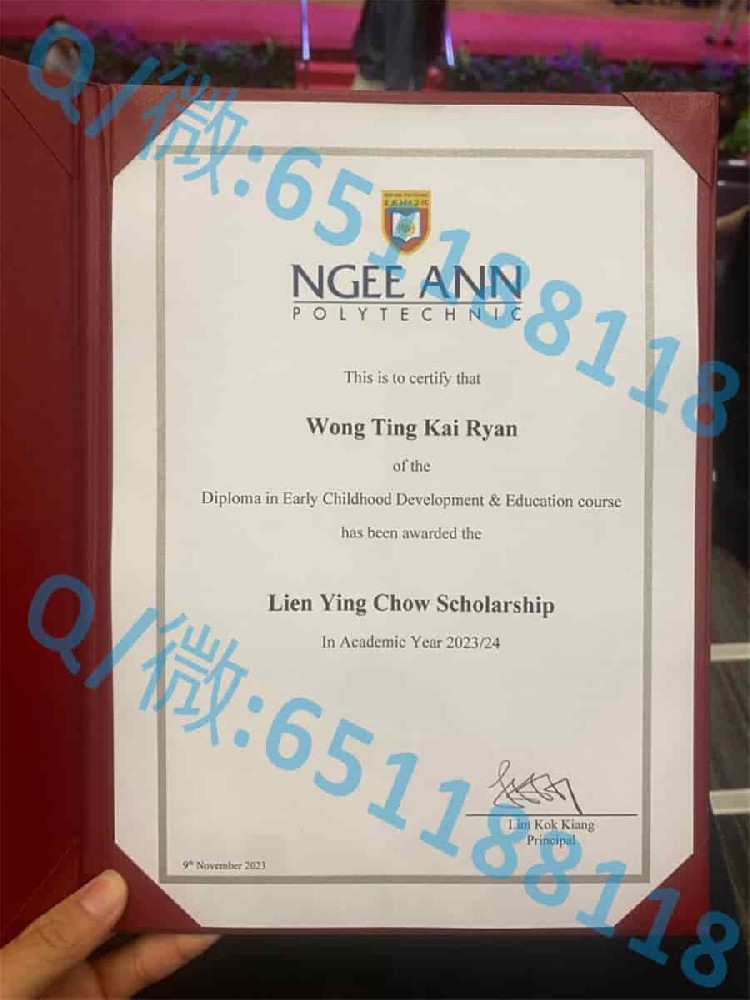 Q/微:651188118
NGEE ANN
POLYTECHNIC
This is to certify that
Wong Ting Kai Ryan
of the
Diploma in Early Childhood Development & Education course
has been awarded the
Lien Ying Chow Scholarship
In Academic Year 2023/24
Q/微:651188118
Lim Kok Kiang
Principal
9th November 2023